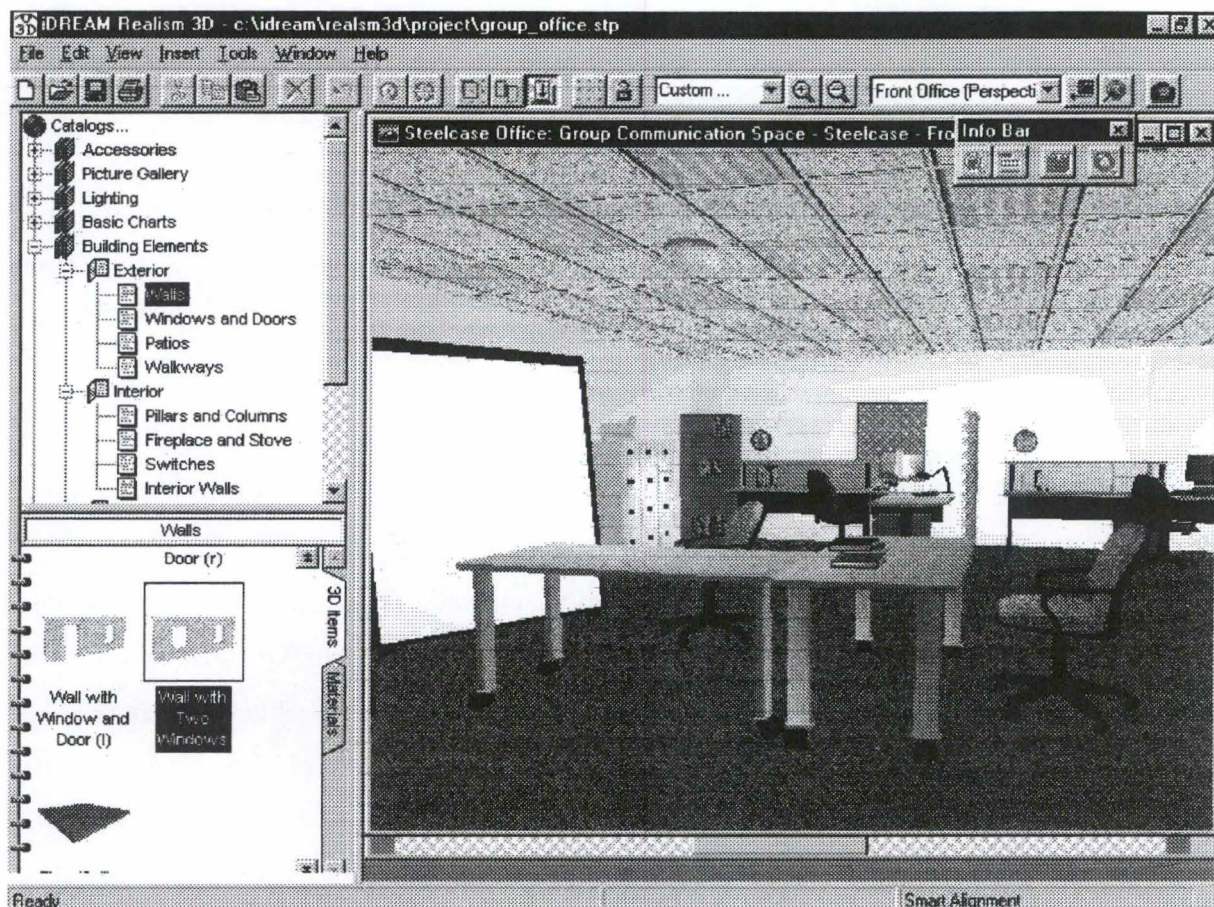 iDREAM Realism 3D - c:\idream\realsm3d\project\group_office.stp
File Edit View Insert Tools Window Help
Custom ...
Front Office (Perspecti
Catalogs...
Accessories
Picture Gallery
Lighting
Basic Charts
Building Elements
Exterior
Walls
Windows and Doors
Patios
Walkways
Interior
Pillars and Columns
Fireplace and Stove
Switches
Interior Walls
Steelcase Office: Group Communication Space - Steelcase - Fro
Info Bar
Walls
Door (r)
Wall with
Window and
Door (l)
Wall with
Two
Windows
3D Items
Materials
Ready
Smart Alignment